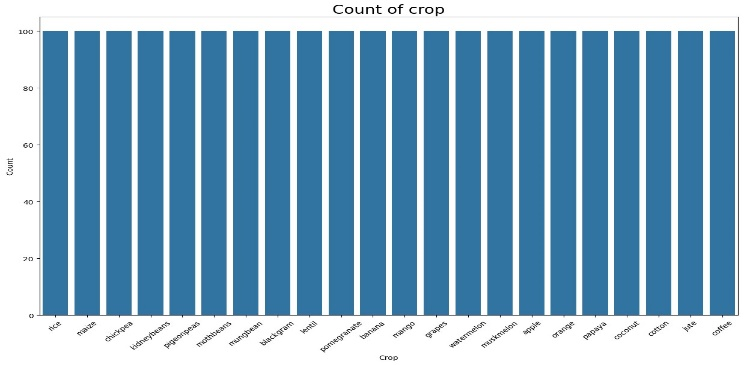 Count of crop
100
80
60
40
20
0
Count
rice
maize
chickpea
kidneybeans
pigeonpeas
mothbeans
mungbean
blackgram
lentil
pomegranate
banana
mango
grapes
watermelon
muskmelon
apple
orange
papaya
coconut
cotton
jute
coffee
Crop